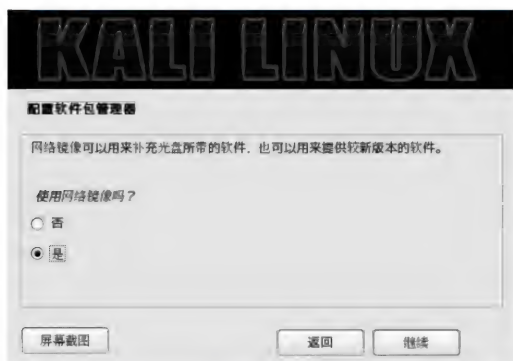 KALI LINUX
配置软件包管理器
网络镜像可以用来补充光盘所带的软件，也可以用来提供较新版本的软件。
使用网络镜像吗？
否
是
屏幕截图
返回
继续